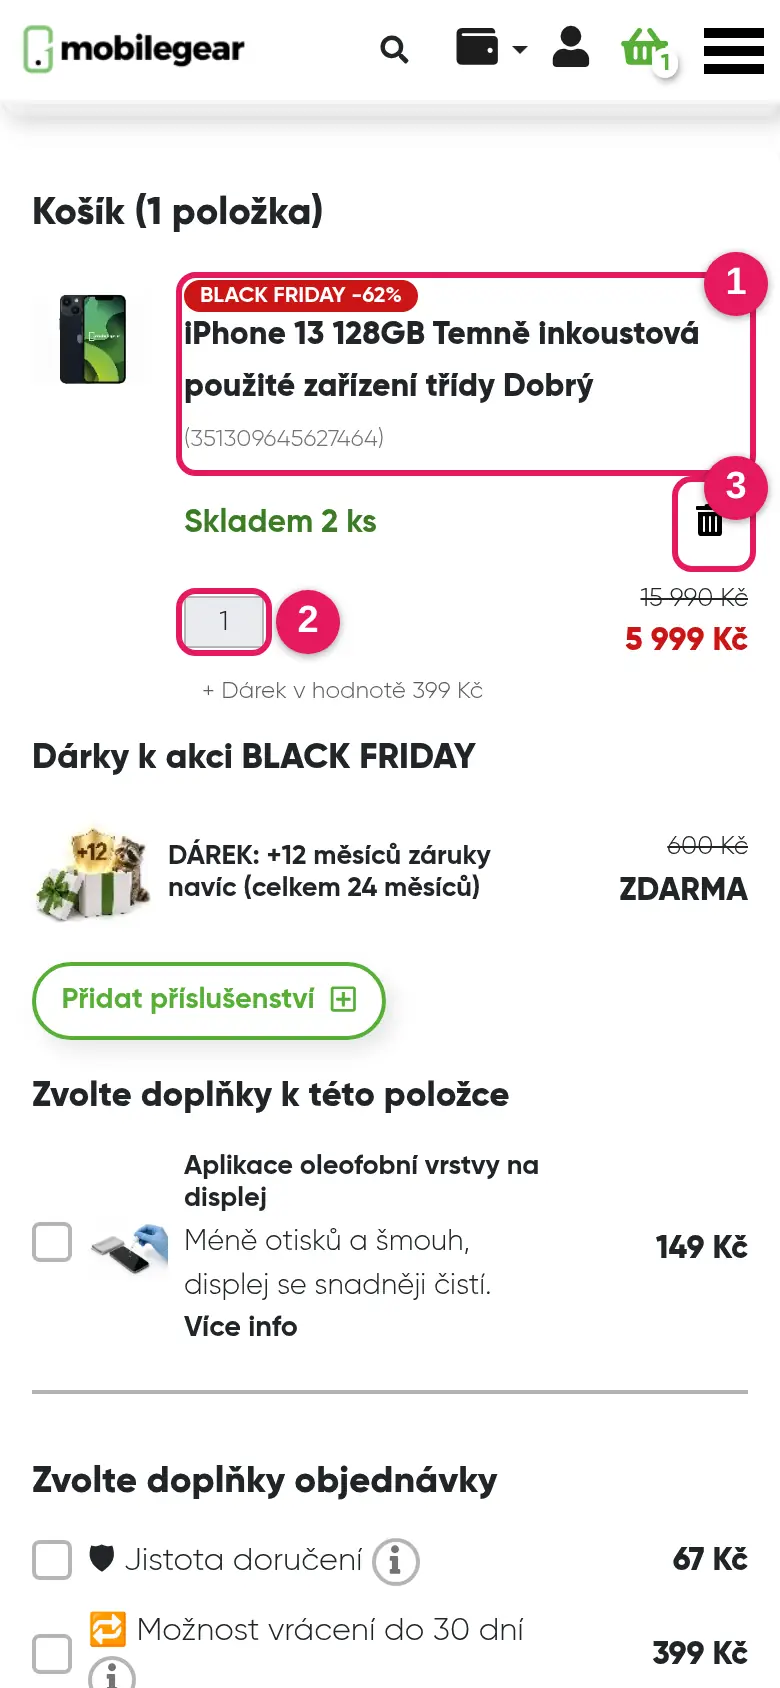 mobilegear
1
Košík (1 položka)
BLACK FRIDAY -62%
1
iPhone 13 128GB Temně inkoustová
použité zařízení třídy Dobrý
(351309645627464)
3
Skladem 2 ks
15 990 Kč
1
2
5 999 Kč
+ Dárek v hodnotě 399 Kč
Dárky k akci BLACK FRIDAY
+12
600 Kč
DÁREK: +12 měsíců záruky
navíc (celkem 24 měsíců)
ZDARMA
Přidat příslušenství
Zvolte doplňky k této položce
Aplikace oleofobní vrstvy na
displej
Méně otisků a šmouh,
displej se snadněji čistí.
Více info
149 Kč
Zvolte doplňky objednávky
Jistota doručení
67 Kč
Možnost vrácení do 30 dní
399 Kč